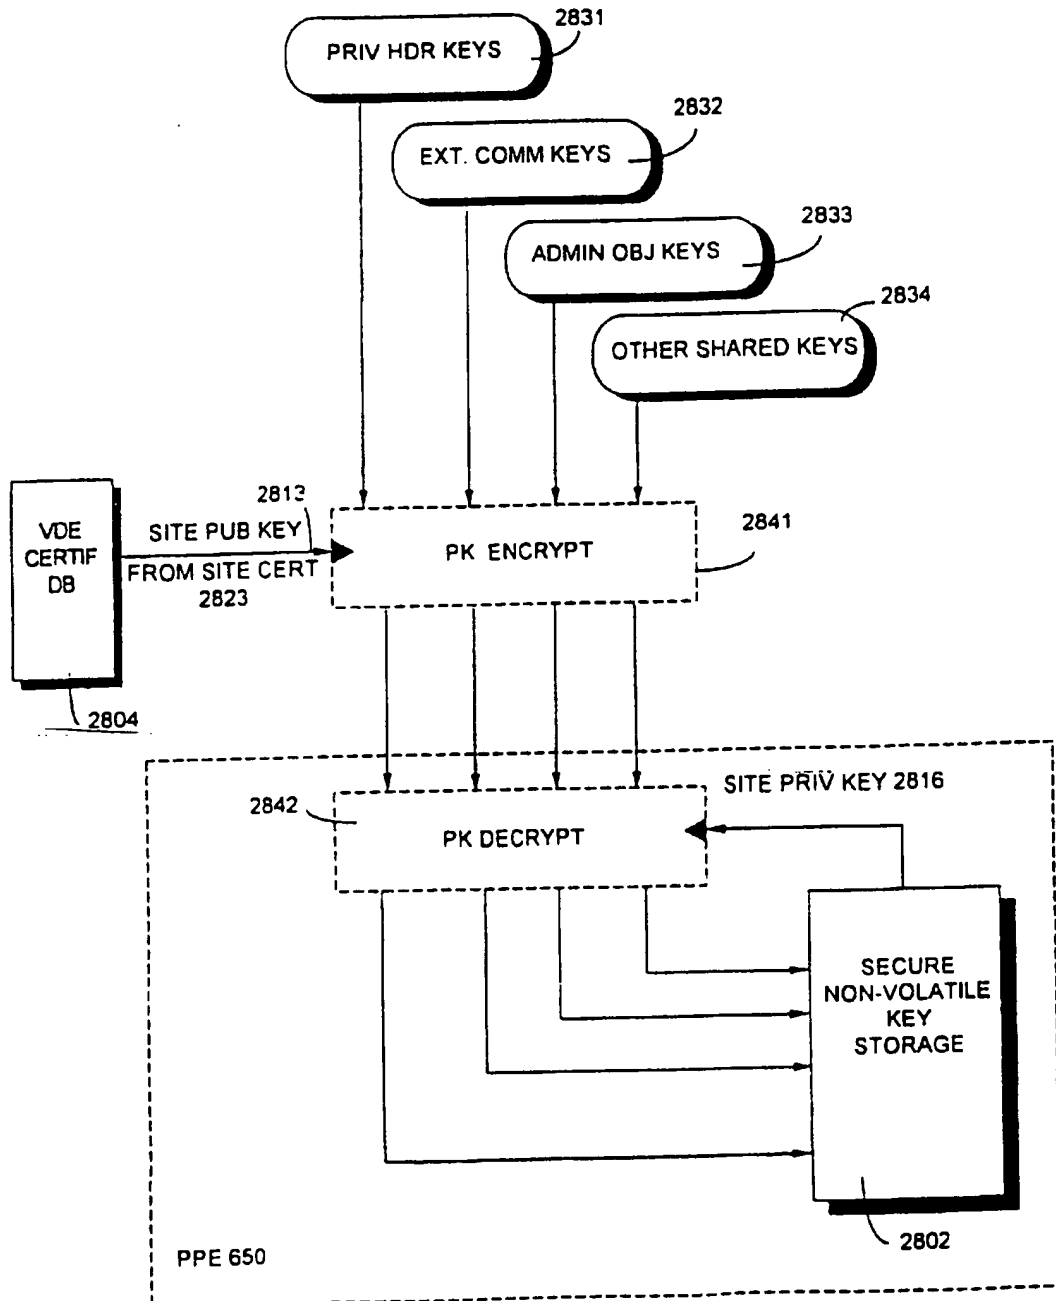 2831
PRIV HDR KEYS
2832
EXT. COMM KEYS
2833
ADMIN OBJ KEYS
2834
OTHER SHARED KEYS
VDE
CERTIF
DB
2813
SITE PUB KEY
FROM SITE CERT
2823
PK ENCRYPT
2841
2804
SITE PRIV KEY 2816
2842
PK DECRYPT
SECURE
NON-VOLATILE
KEY
STORAGE
2802
PPE 650